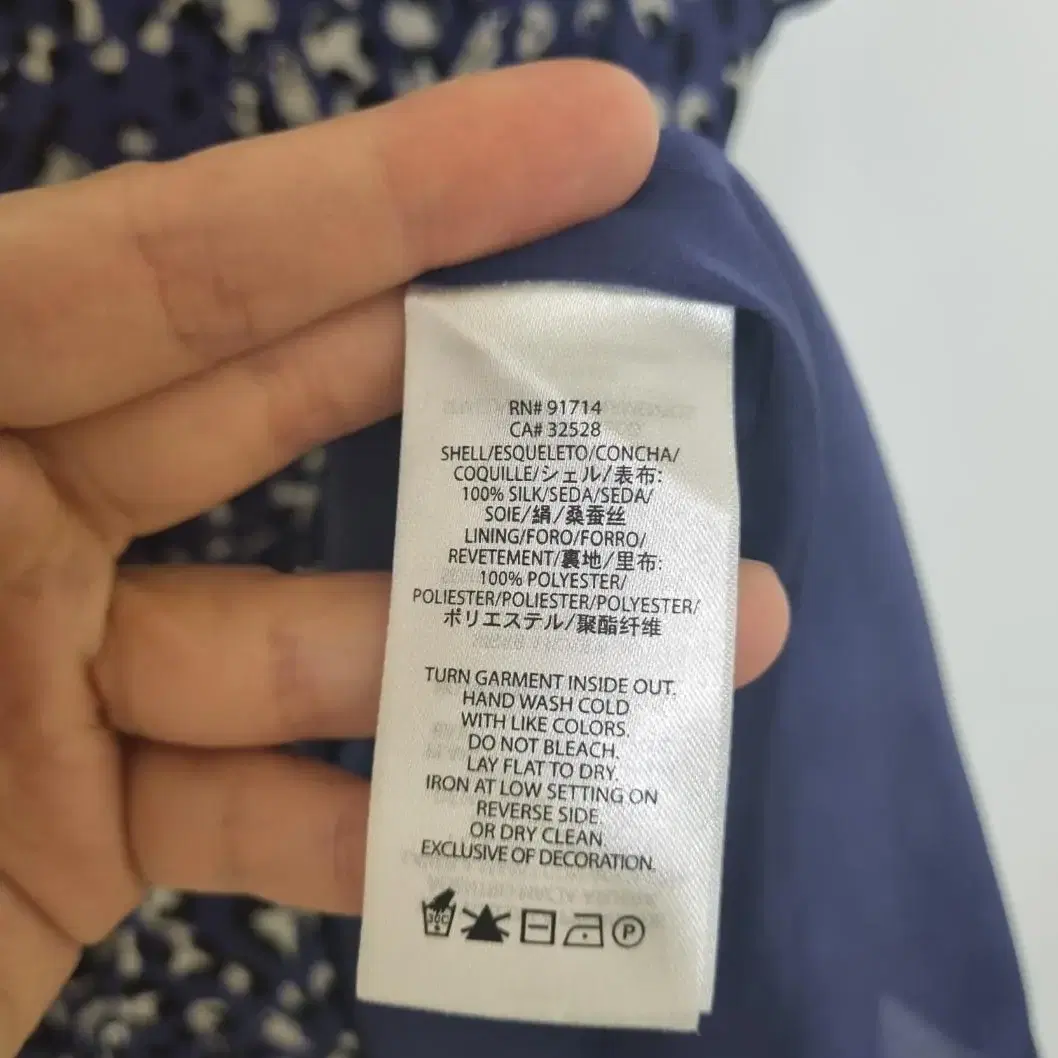 RN# 91714
CA# 32528
SHELL/ESQUELETO/CONCHA/
COQUILLE/シェル/表布:
100% SILK/SEDA/SEDA/
SOIE/絹/桑蚕丝
LINING/FORO/FORRO/
REVETEMENT/裏地/里布:
100% POLYESTER/
POLIESTER/POLIESTER/POLYESTER/
ポリエステル/聚酯纤维
TURN GARMENT INSIDE OUT.
HAND WASH COLD
WITH LIKE COLORS.
DO NOT BLEACH.
LAY FLAT TO DRY.
IRON AT LOW SETTING ON
REVERSE SIDE.
OR DRY CLEAN
EXCLUSIVE OF DECORATION.
30C P